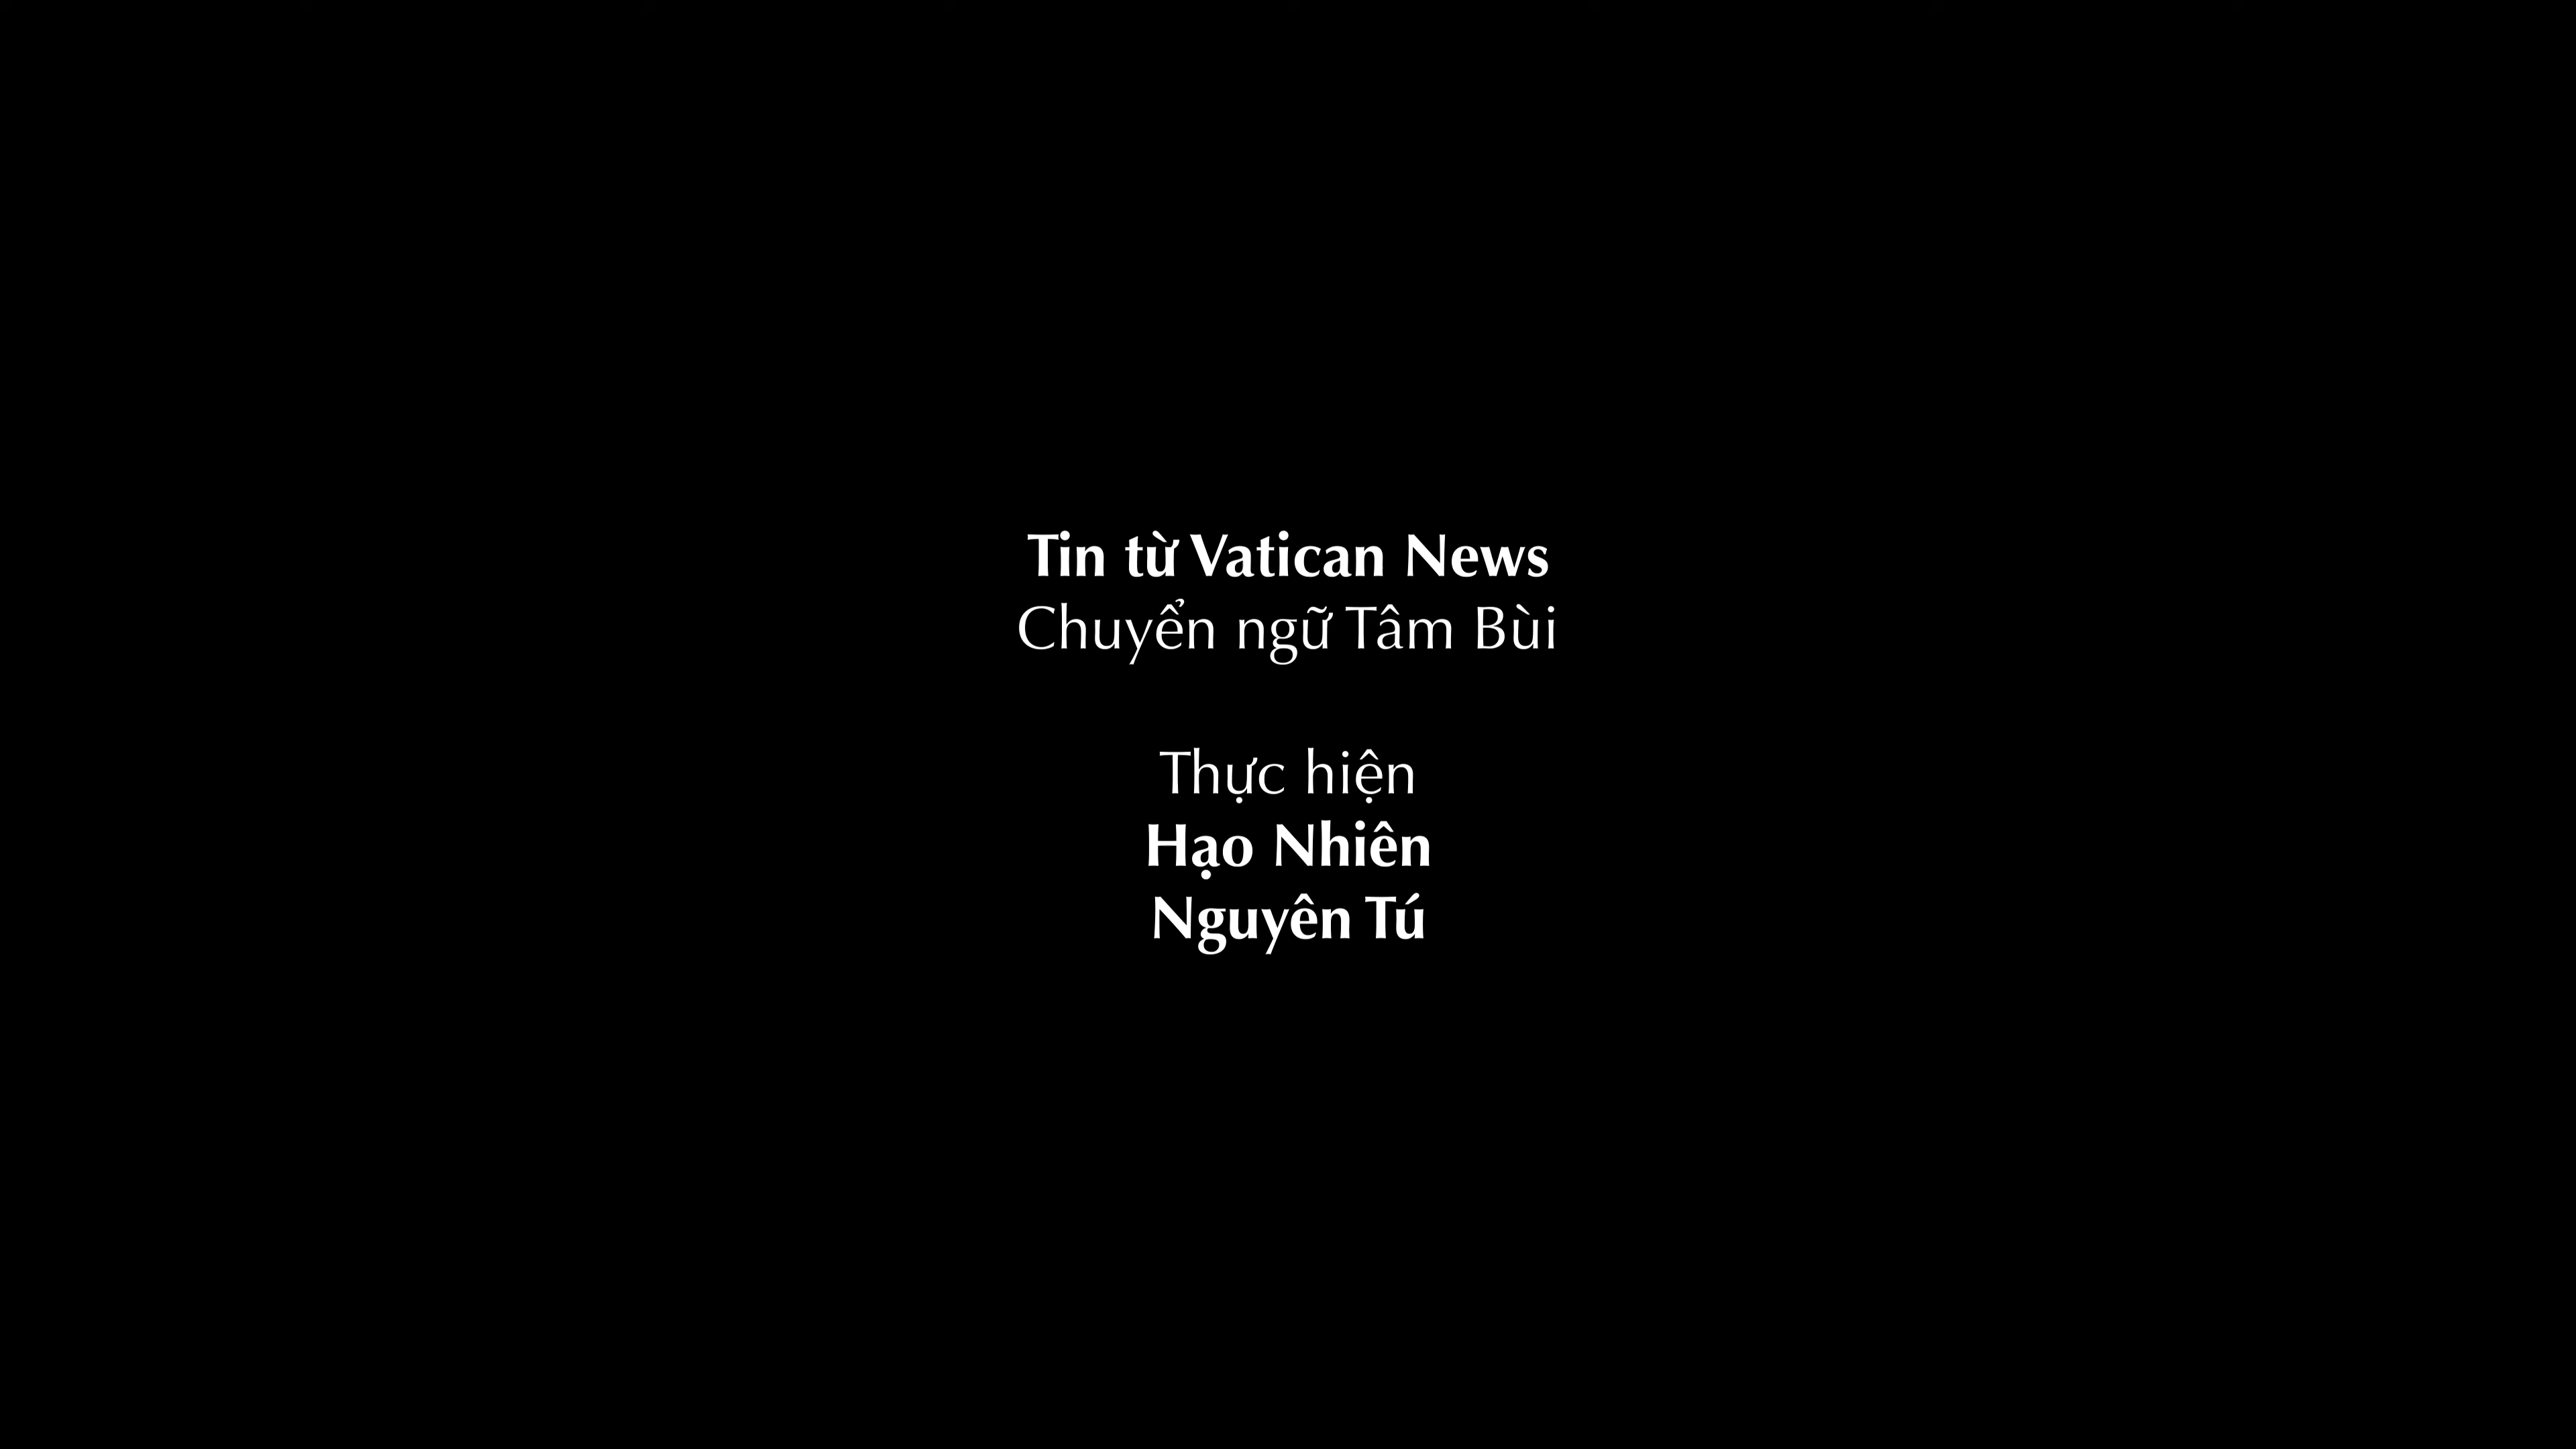 Tin từ Vatican News
Chuyển ngữ Tâm Bùi
Thực hiện
Hạo Nhiên
Nguyên Tú